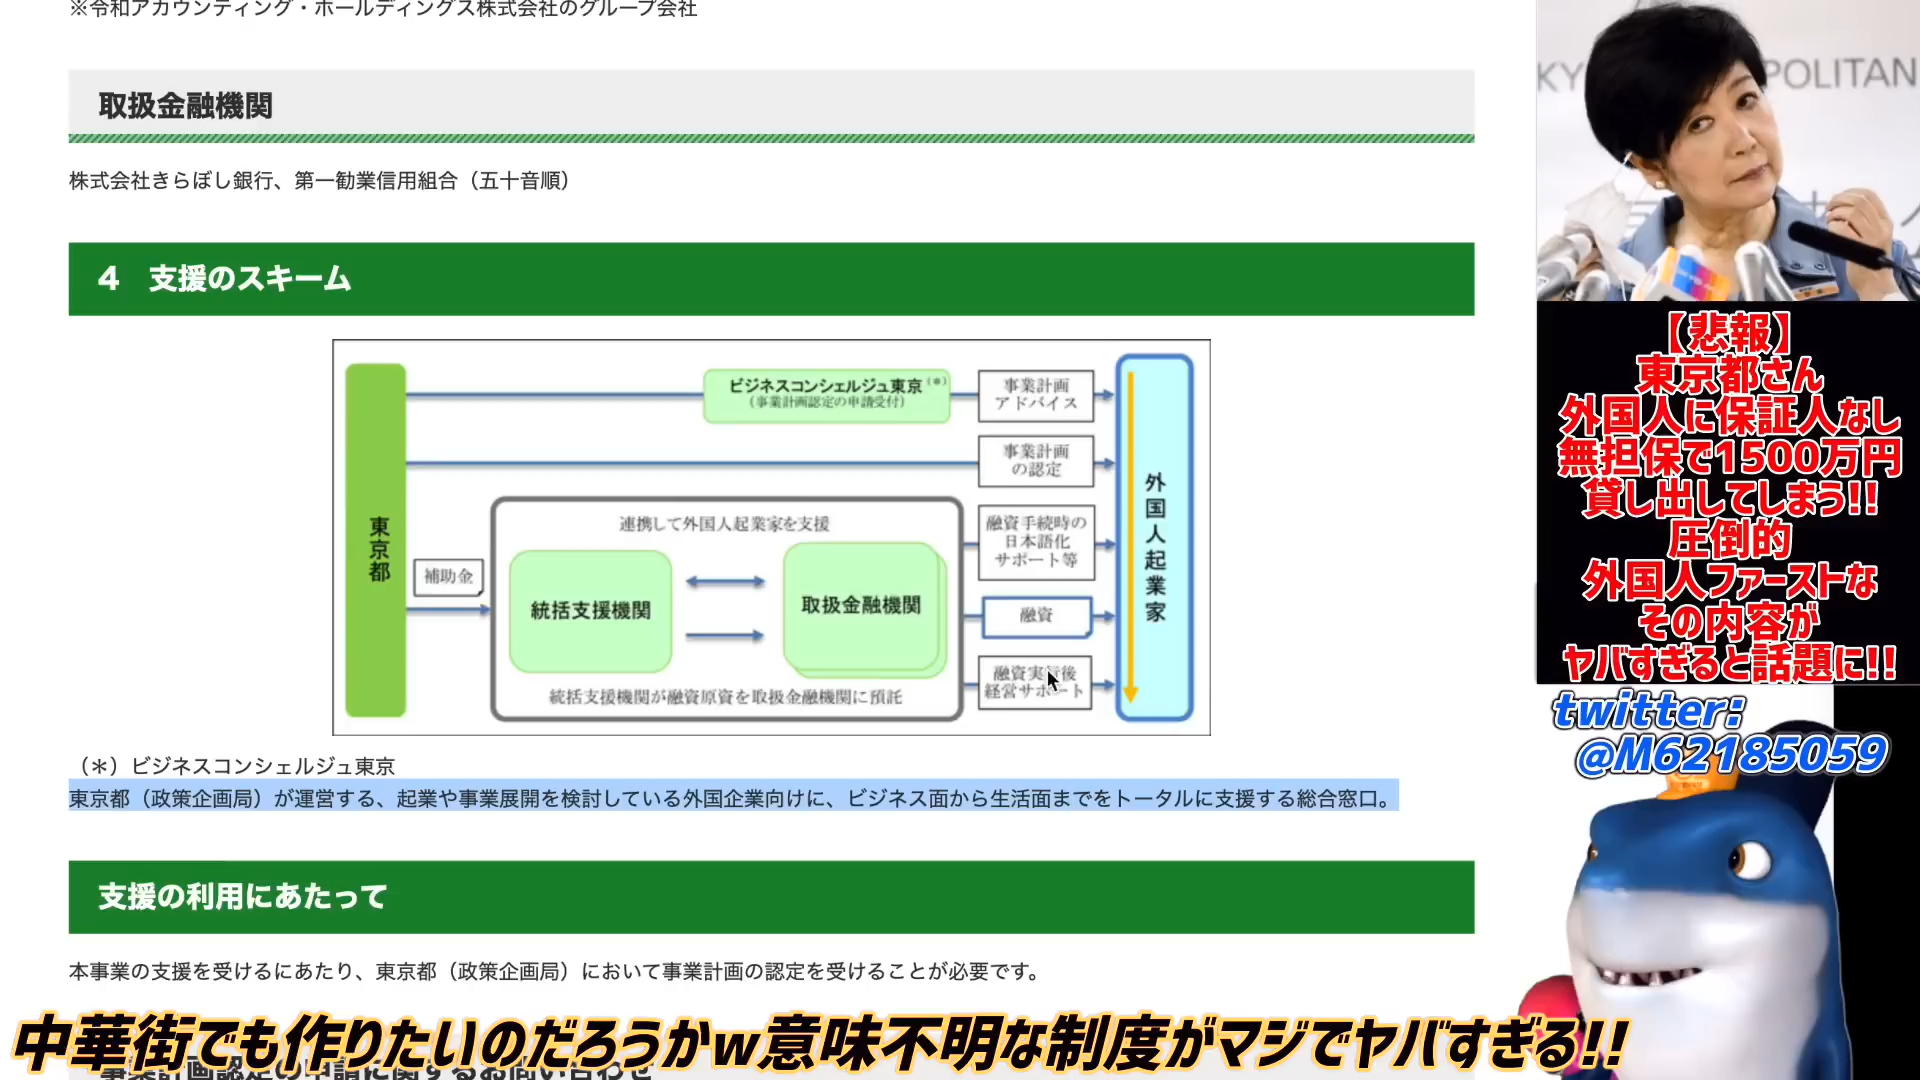 ※令和アカウンティング・ホールディングス株式会社のグループ会社
取扱金融機関
株式会社きらぼし銀行、第一勧業信用組合（五十音順）
4　支援のスキーム
東京都
補助金
ビジネスコンシェルジュ東京（*）
（事業計画認定の申請受付）
連携して外国人起業家を支援
統括支援機関
取扱金融機関
統括支援機関が融資原資を取扱金融機関に預託
事業計画
アドバイス
事業計画
の認定
融資手続時の
日本語化
サポート等
融資
融資実行後
経営サポート
外国人起業家
（＊）ビジネスコンシェルジュ東京
東京都（政策企画局）が運営する、起業や事業展開を検討している外国企業向けに、ビジネス面から生活面までをトータルに支援する総合窓口。
支援の利用にあたって
本事業の支援を受けるにあたり、東京都（政策企画局）において事業計画の認定を受けることが必要です。
事業計画認定の申請に関するお問い合わせ
中華街でも作りたいのだろうかw意味不明な制度がマジでヤバすぎる!!
POLITAN
【悲報】
東京都さん
外国人に保証人なし
無担保で1500万円
貸し出してしまう!!
圧倒的
外国人ファーストな
その内容が
ヤバすぎると話題に!!
twitter:
@M62185059